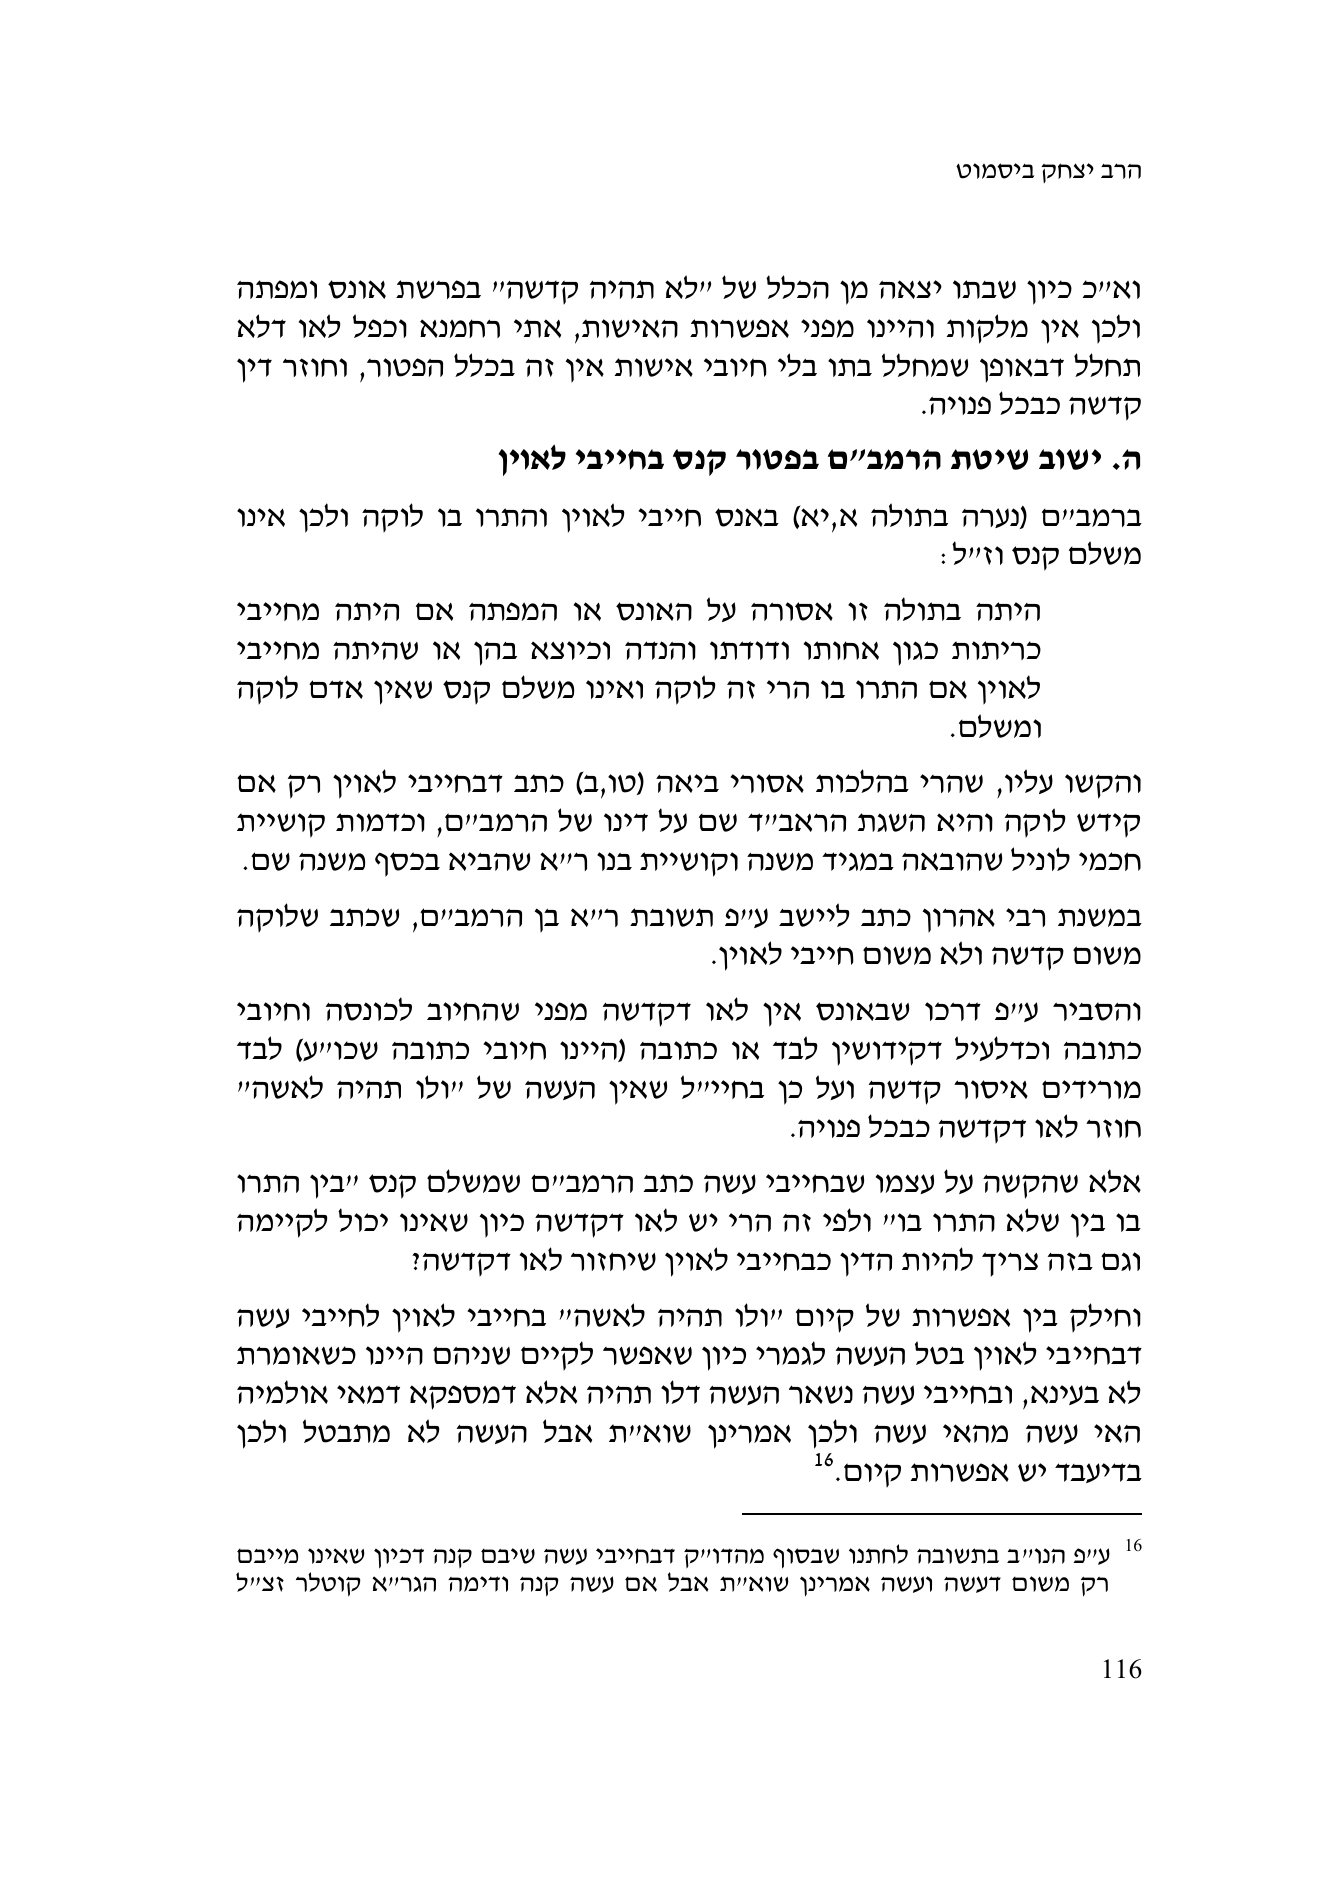 הרב יצחק ביסמוט
וא״כ כיון שבתו יצאה מן הכלל של ״לא תהיה קדשה״ בפרשת אונס ומפתה
ולכן אין מלקות והיינו מפני אפשרות האישות, אתי רחמנא וכפל לאו דלא
תחלל דבאופן שמחלל בתו בלי חיובי אישות אין זה בכלל הפטור, וחוזר דין
קדשה כבכל פנויה.
ה. ישוב שיטת הרמב״ם בפטור קנס בחייבי לאוין
ברמב״ם (נערה בתולה א,יא) באנס חייבי לאוין והתרו בו לוקה ולכן אינו
משלם קנס וז״ל:
היתה בתולה זו אסורה על האונס או המפתה אם היתה מחייבי
כריתות כגון אחותו ודודתו והנדה וכיוצא בהן או שהיתה מחייבי
לאוין אם התרו בו הרי זה לוקה ואינו משלם קנס שאין אדם לוקה
ומשלם.
והקשו עליו, שהרי בהלכות אסורי ביאה (טו,ב) כתב דבחייבי לאוין רק אם
קידש לוקה והיא השגת הראב״ד שם על דינו של הרמב״ם, וכדמות קושיית
חכמי לוניל שהובאה במגיד משנה וקושיית בנו ר״א שהביא בכסף משנה שם.
במשנת רבי אהרון כתב ליישב ע״פ תשובת ר״א בן הרמב״ם, שכתב שלוקה
משום קדשה ולא משום חייבי לאוין.
והסביר ע״פ דרכו שבאונס אין לאו דקדשה מפני שהחיוב לכונסה וחיובי
כתובה וכדלעיל דקידושין לבד או כתובה (היינו חיובי כתובה שכו״ע) לבד
מורידים איסור קדשה ועל כן בחיי״ל שאין העשה של ״ולו תהיה לאשה״
חוזר לאו דקדשה כבכל פנויה.
אלא שהקשה על עצמו שבחייבי עשה כתב הרמב״ם שמשלם קנס ״בין התרו
בו בין שלא התרו בו״ ולפי זה הרי יש לאו דקדשה כיון שאינו יכול לקיימה
וגם בזה צריך להיות הדין כבחייבי לאוין שיחזור לאו דקדשה?
וחילק בין אפשרות של קיום ״ולו תהיה לאשה״ בחייבי לאוין לחייבי עשה
דבחייבי לאוין בטל העשה לגמרי כיון שאפשר לקיים שניהם היינו כשאומרת
לא בעינא, ובחייבי עשה נשאר העשה דלו תהיה אלא דמספקא דמאי אולמיה
האי עשה מהאי עשה ולכן אמרינן שוא״ת אבל העשה לא מתבטל ולכן
בדיעבד יש אפשרות קיום.16
16 ע״פ הנו״ב בתשובה לחתנו שבסוף מהדו״ק דבחייבי עשה שיבם קנה דכיון שאינו מייבם
רק משום דעשה ועשה אמרינן שוא״ת אבל אם עשה קנה ודימה הגר״א קוטלר זצ״ל
116